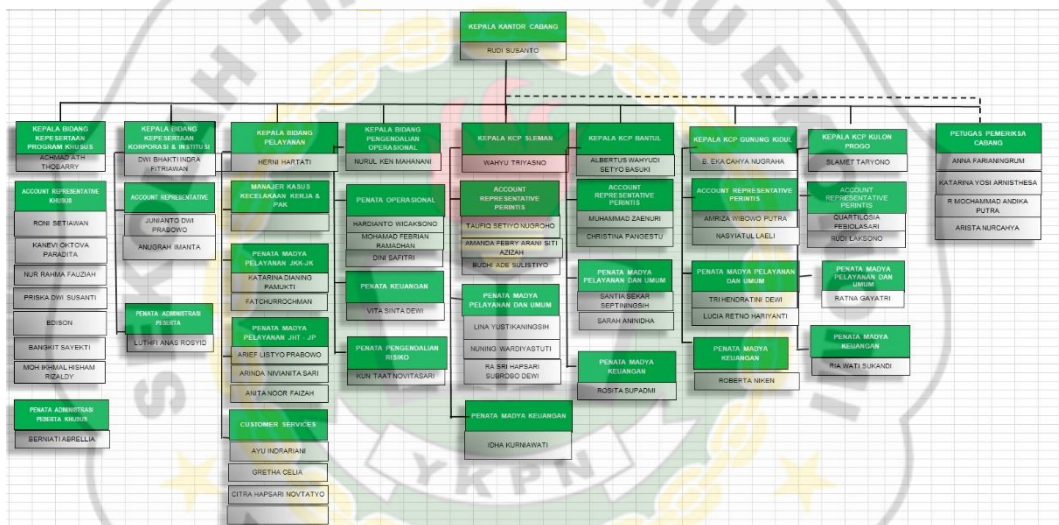 KEPALA KANTOR CABANG
RUDI SUSANTO
KEPALA BIDANG
KEPESERTAAN
PROGRAM KHUSUS
ACHMAD ATH
THOBARRY
ACCOUNT REPRESENTATIVE
KHUSUS
RONI SETIAWAN
KANEVI OKTOVA
PARADITA
NUR RAHMA FAUZIAH
PRISKA DWI SUSANTI
EDISON
BANGKIT SAYEKTI
MOH IKHMAL HISHAM
RIZALDY
PENATA ADMINISTRASI
PESERTA KHUSUS
BERNIATI ABRELLIA
KEPALA BIDANG
KEPESERTAAN
KORPORASI & INSTITUSI
DWI BHAKTI INDRA
FITRIAWAN
ACCOUNT REPRESENTATIVE
JUNIANTO DWI
PRABOWO
ANUGRAH IMANTA
PENATA ADMINISTRASI
PESERTA
LUTHFI ANAS ROSYID
KEPALA BIDANG
PELAYANAN
HERNI HARTATI
MANAJER KASUS
KECELAKAAN KERJA &
PAK
PENATA MADYA
PELAYANAN JKK-JK
KATARINA DIANING
PAMUKTI
FATCHURROCHMAN
PENATA MADYA
PELAYANAN JHT - JP
ARIEF LISTYO PRABOWO
ARINDA NIVIANITA SARI
ANITA NOOR FAIZAH
CUSTOMER SERVICES
AYU INDRARIANI
GRETHA CELIA
CITRA HAPSARI NOVTATYO
KEPALA BIDANG
PENGENDALIAN
OPERASIONAL
NURUL KEN MAHANANI
PENATA OPERASIONAL
HARDIANTO WICAKSONO
MOHAMAD FEBRIAN
RAMADHAN
DINI SAFITRI
PENATA KEUANGAN
VITA SINTA DEWI
PENATA PENGENDALIAN
RISIKO
KUN TAAT NOVITASARI
KEPALA KCP SLEMAN
WAHYU TRIYASNO
ACCOUNT
REPRESENTATIVE
PERINTIS
TAUFIQ SETIYO NUGROHO
AMANDA FEBRY ARANI SITI
AZIZAH
BUDHI ADE SULISTIYO
PENATA MADYA
PELAYANAN DAN UMUM
LINA YUSTIKANINGSIH
NUNING WARDIYASTUTI
RA SRI HAPSARI
SUBROBO DEWI
PENATA MADYA KEUANGAN
IDHA KURNIAWATI
KEPALA KCP BANTUL
ALBERTUS WAHYUDI
SETYO BASUKI
ACCOUNT
REPRESENTATIVE
PERINTIS
MUHAMMAD ZAENURI
CHRISTINA PANGESTU
PENATA MADYA
PELAYANAN DAN UMUM
SANTIA SEKAR
SEPTININGSIH
SARAH ANINIDHA
PENATA MADYA
KEUANGAN
ROSITA SUPADMI
KEPALA KCP GUNUNG KIDUL
B. EKA CAHYA NUGRAHA
ACCOUNT REPRESENTATIVE
PERINTIS
AMRIZA WIBOWO PUTRA
NASYIATUL LAELI
PENATA MADYA PELAYANAN
DAN UMUM
TRI HENDRATINI DEWI
LUCIA RETNO HARIYANTI
PENATA MADYA
KEUANGAN
ROBERTA NIKEN
KEPALA KCP KULON
PROGO
SLAMET TARYONO
ACCOUNT
REPRESENTATIVE
PERINTIS
QUARTILOSIA
PEBIOLASARI
RUDI LAKSONO
PENATA MADYA
PELAYANAN DAN
UMUM
RATNA GAYATRI
PENATA MADYA
KEUANGAN
RIA WATI SUKANDI
PETUGAS PEMERIKSA
CABANG
ANNA FARIANINGRUM
KATARINA YOSI ARNISTHESA
R MOCHAMMAD ANDIKA
PUTRA
ARISTA NURCAHYA
YKPN